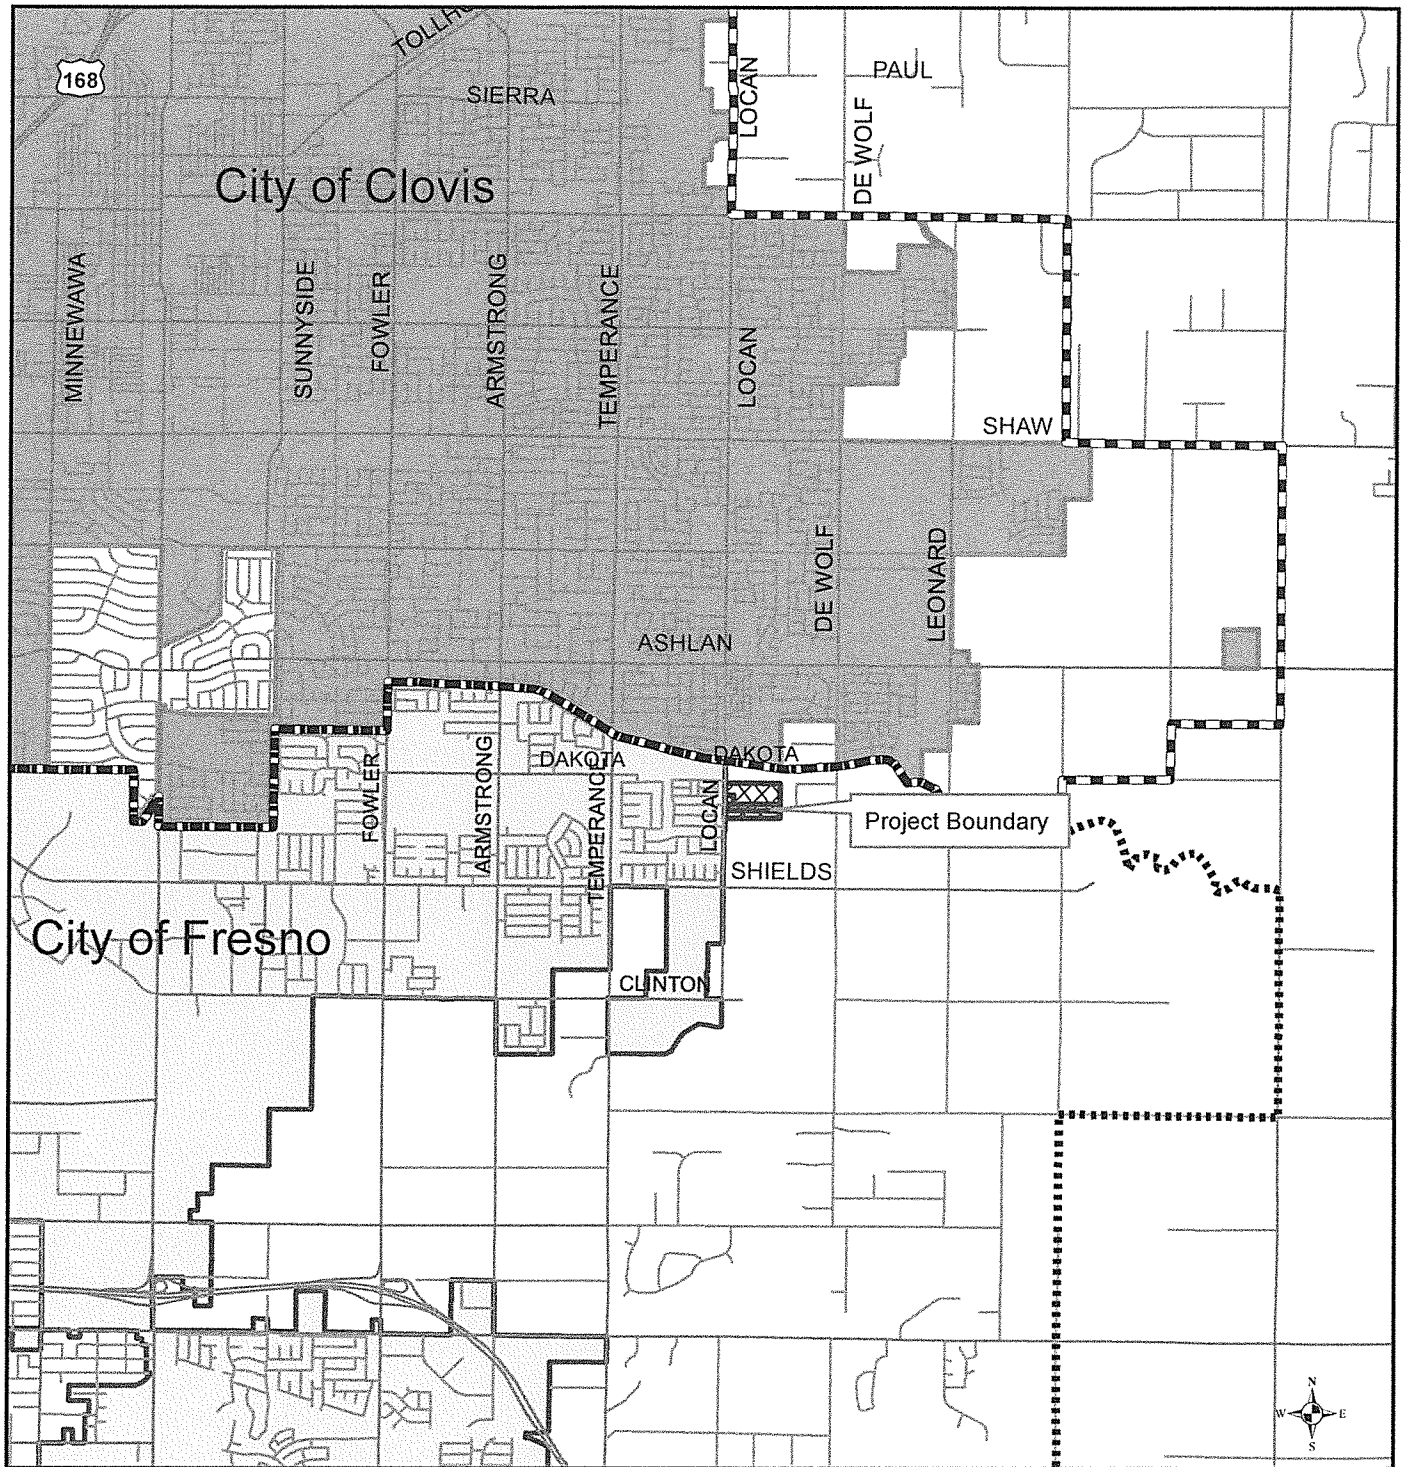 TOLLHO
168
SIERRA
LOCAN
PAUL
DE WOLF
City of Clovis
MINNEWAWA
SUNNYSIDE
FOWLER
ARMSTRONG
TEMPERANCE
LOCAN
SHAW
DE WOLF
LEONARD
ASHLAN
FOWLER
ARMSTRONG
DAKOTA
TEMPERANCE
DAKOTA
LOCAN
Project Boundary
SHIELDS
City of Fresno
CLINTON
N
W
E
S